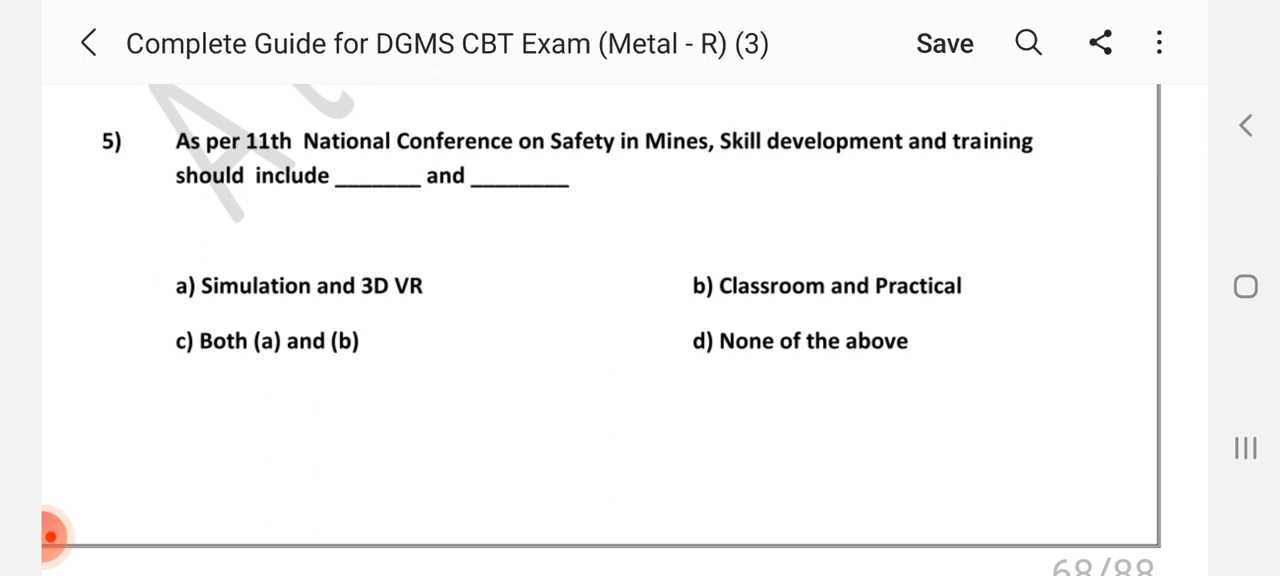 Complete Guide for DGMS CBT Exam (Metal - R) (3) Save
5) As per 11th National Conference on Safety in Mines, Skill development and training
should include _______ and ________
a) Simulation and 3D VR b) Classroom and Practical
c) Both (a) and (b) d) None of the above
68/88